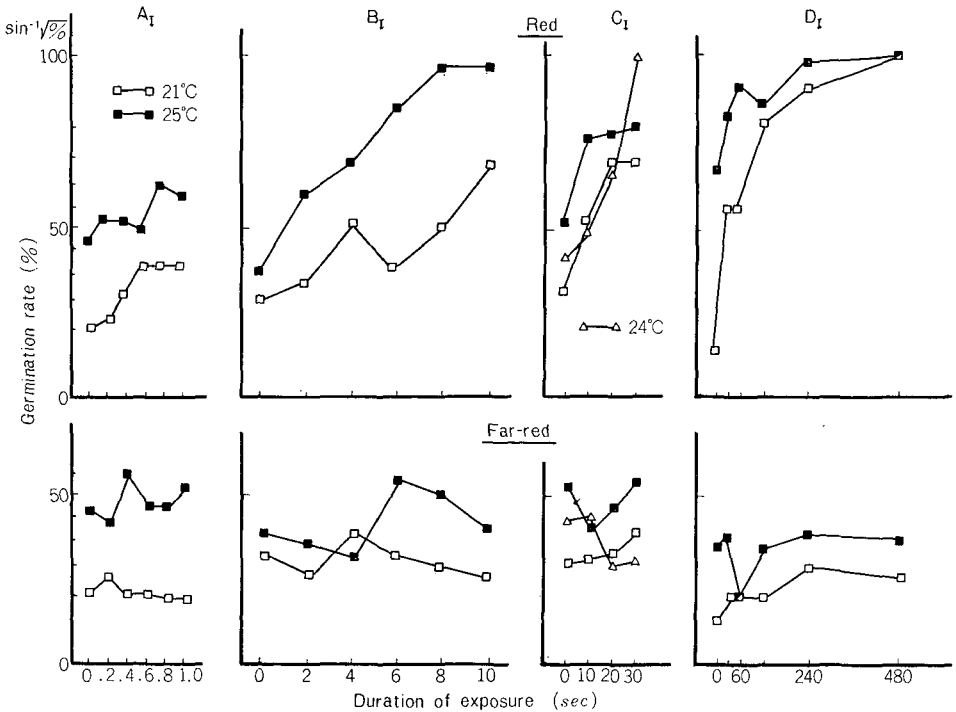 A_I B_I Red C_I D_I
sin⁻¹√%
100
21°C
25°C
50
24°C
Germination rate (%)
0
Far-red
50
0
0 .2 .4 .6 .8 1.0
0 2 4 6 8 10
0 10 20 30
0 60 240 480
Duration of exposure (sec)